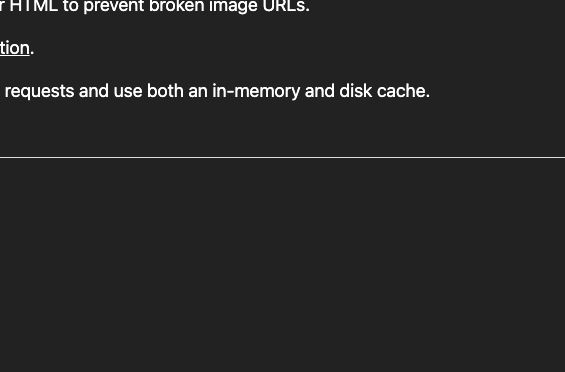 r HTML to prevent broken image URLs.
tion.
requests and use both an in-memory and disk cache.